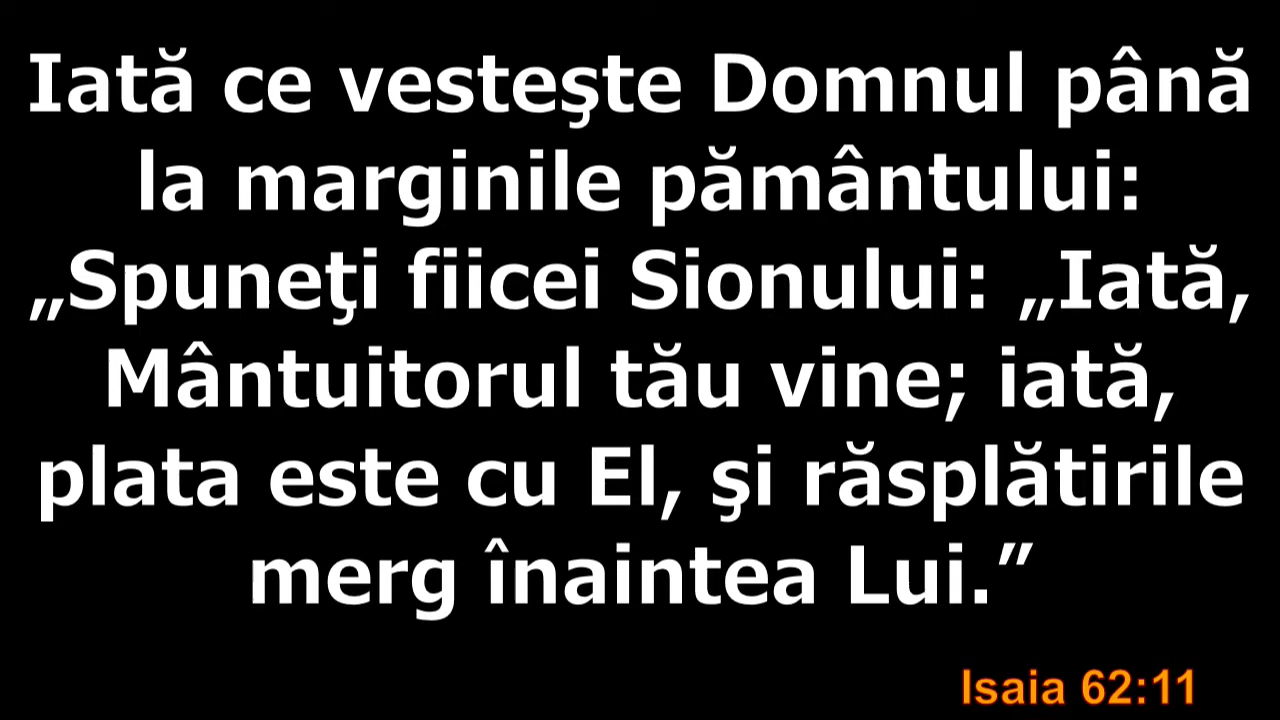 Iată ce vesteşte Domnul până
la marginile pământului:
„Spuneţi fiicei Sionului: „Iată,
Mântuitorul tău vine; iată,
plata este cu El, şi răsplătirile
merg înaintea Lui.”
Isaia 62:11